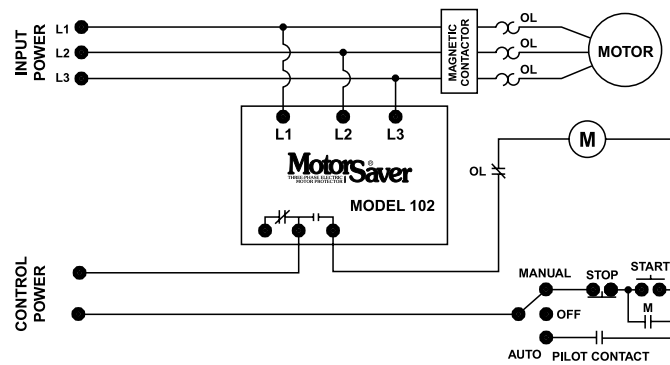 INPUT POWER
L1
L2
L3
MAGNETIC CONTACTOR
OL
OL
OL
MOTOR
L1 L2 L3
MotorSaver®
THREE-PHASE ELECTRIC
MOTOR PROTECTOR
MODEL 102
OL
M
CONTROL POWER
MANUAL STOP START
OFF
M
AUTO PILOT CONTACT